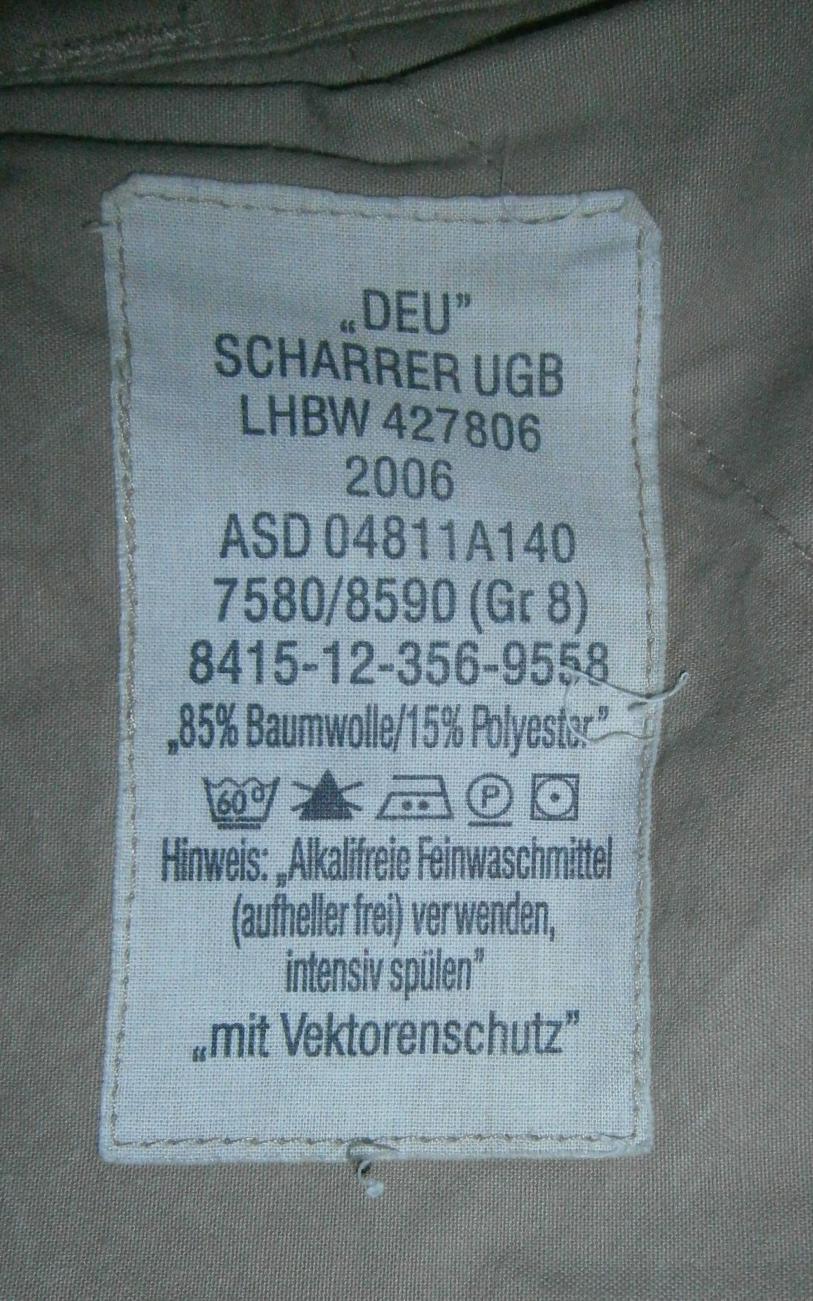 „DEU”
SCHARRER UGB
LHBW 427806
2006
ASD 04811A140
7580/8590 (Gr 8)
8415-12-356-9558
„85% Baumwolle/15% Polyester”
60° P
Hinweis: „Alkalifreie Feinwaschmittel
(aufheller frei) verwenden,
intensiv spülen”
„mit Vektorenschutz”